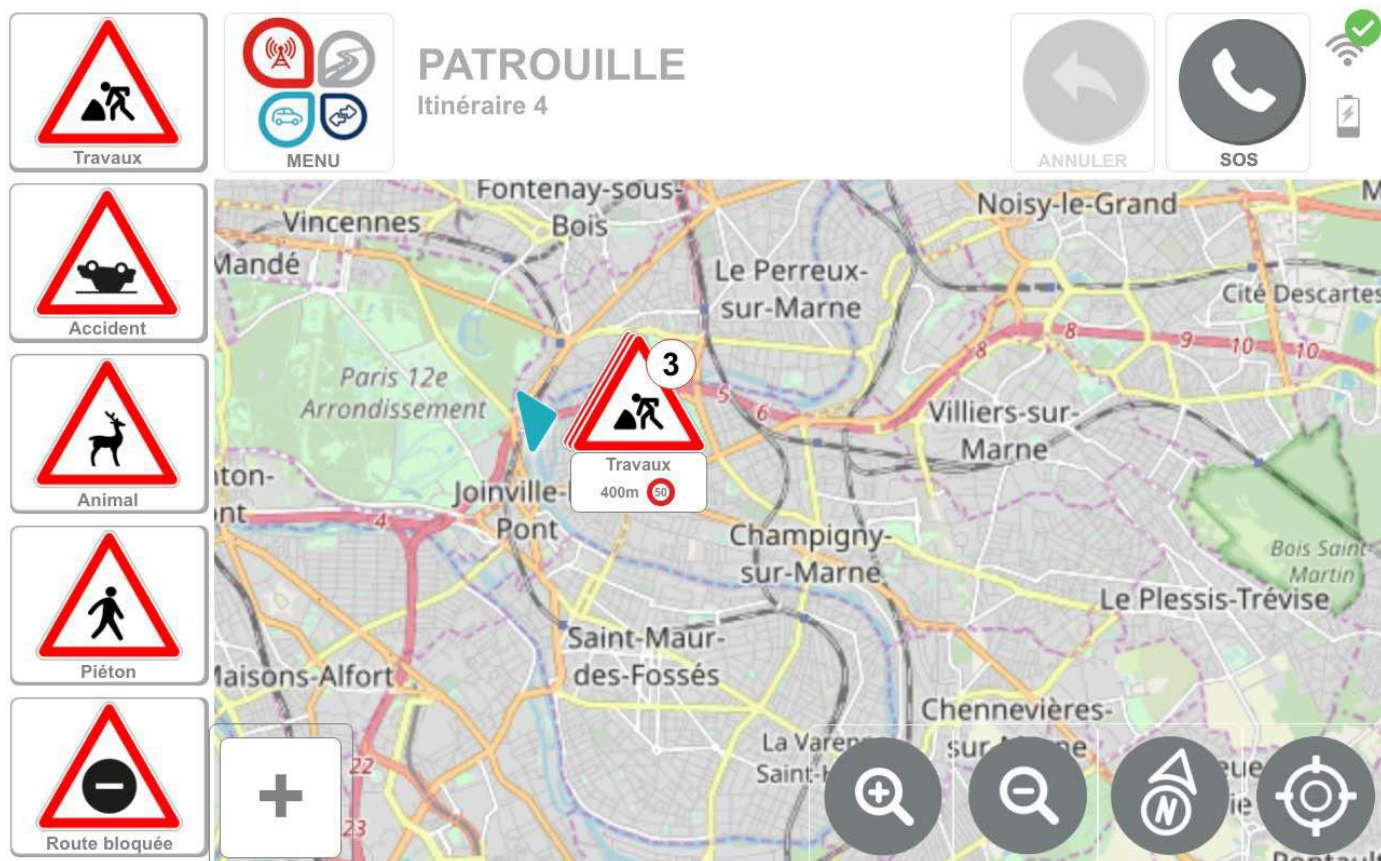 Travaux
MENU
PATROUILLE
Itinéraire 4
ANNULER
SOS
Accident
Animal
Piéton
Route bloquée
Fontenay-sous-
Bois
Vincennes
Mandé
Noisy-le-Grand
Le Perreux-
sur-Marne
Cité Descartes
8
9
10
10
8
3
Paris 12e
Arrondissement
5
6
Villiers-sur-
Marne
Travaux
400m 50
Joinville-
Pont
4
Champigny-
sur-Marne
Bois Saint-
Martin
Le Plessis-Trévise
Saint-Maur-
des-Fossés
Maisons-Alfort
Chennevières-
La Varenne
22
23
N